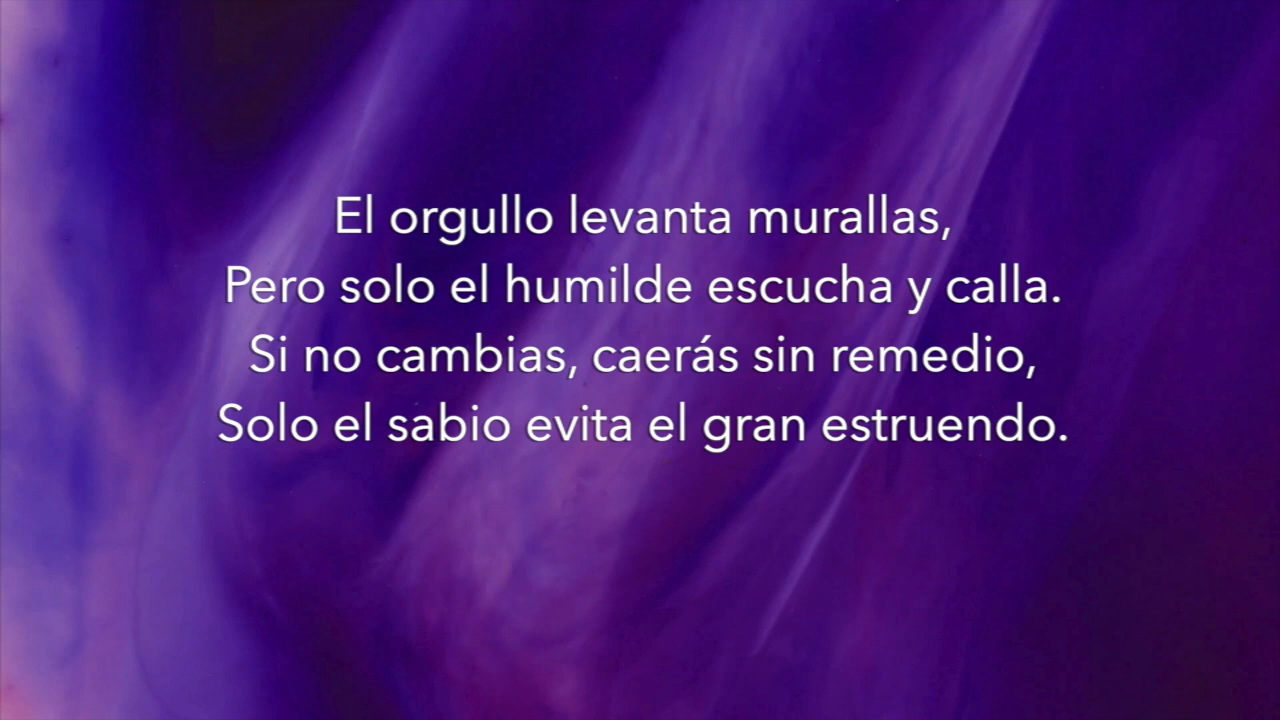 El orgullo levanta murallas,
Pero solo el humilde escucha y calla.
Si no cambias, caerás sin remedio,
Solo el sabio evita el gran estruendo.